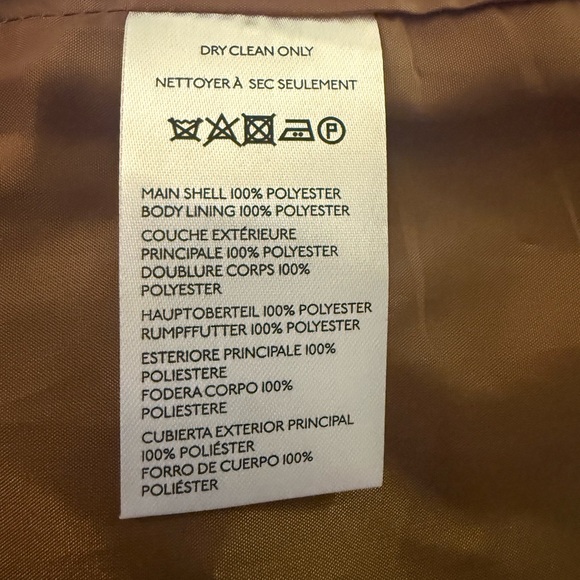 DRY CLEAN ONLY
NETTOYER À SEC SEULEMENT
P
MAIN SHELL 100% POLYESTER
BODY LINING 100% POLYESTER
COUCHE EXTÉRIEURE
PRINCIPALE 100% POLYESTER
DOUBLURE CORPS 100%
POLYESTER
HAUPTOBERTEIL 100% POLYESTER
RUMPFFUTTER 100% POLYESTER
ESTERIORE PRINCIPALE 100%
POLIESTERE
FODERA CORPO 100%
POLIESTERE
CUBIERTA EXTERIOR PRINCIPAL
100% POLIÉSTER
FORRO DE CUERPO 100%
POLIÉSTER